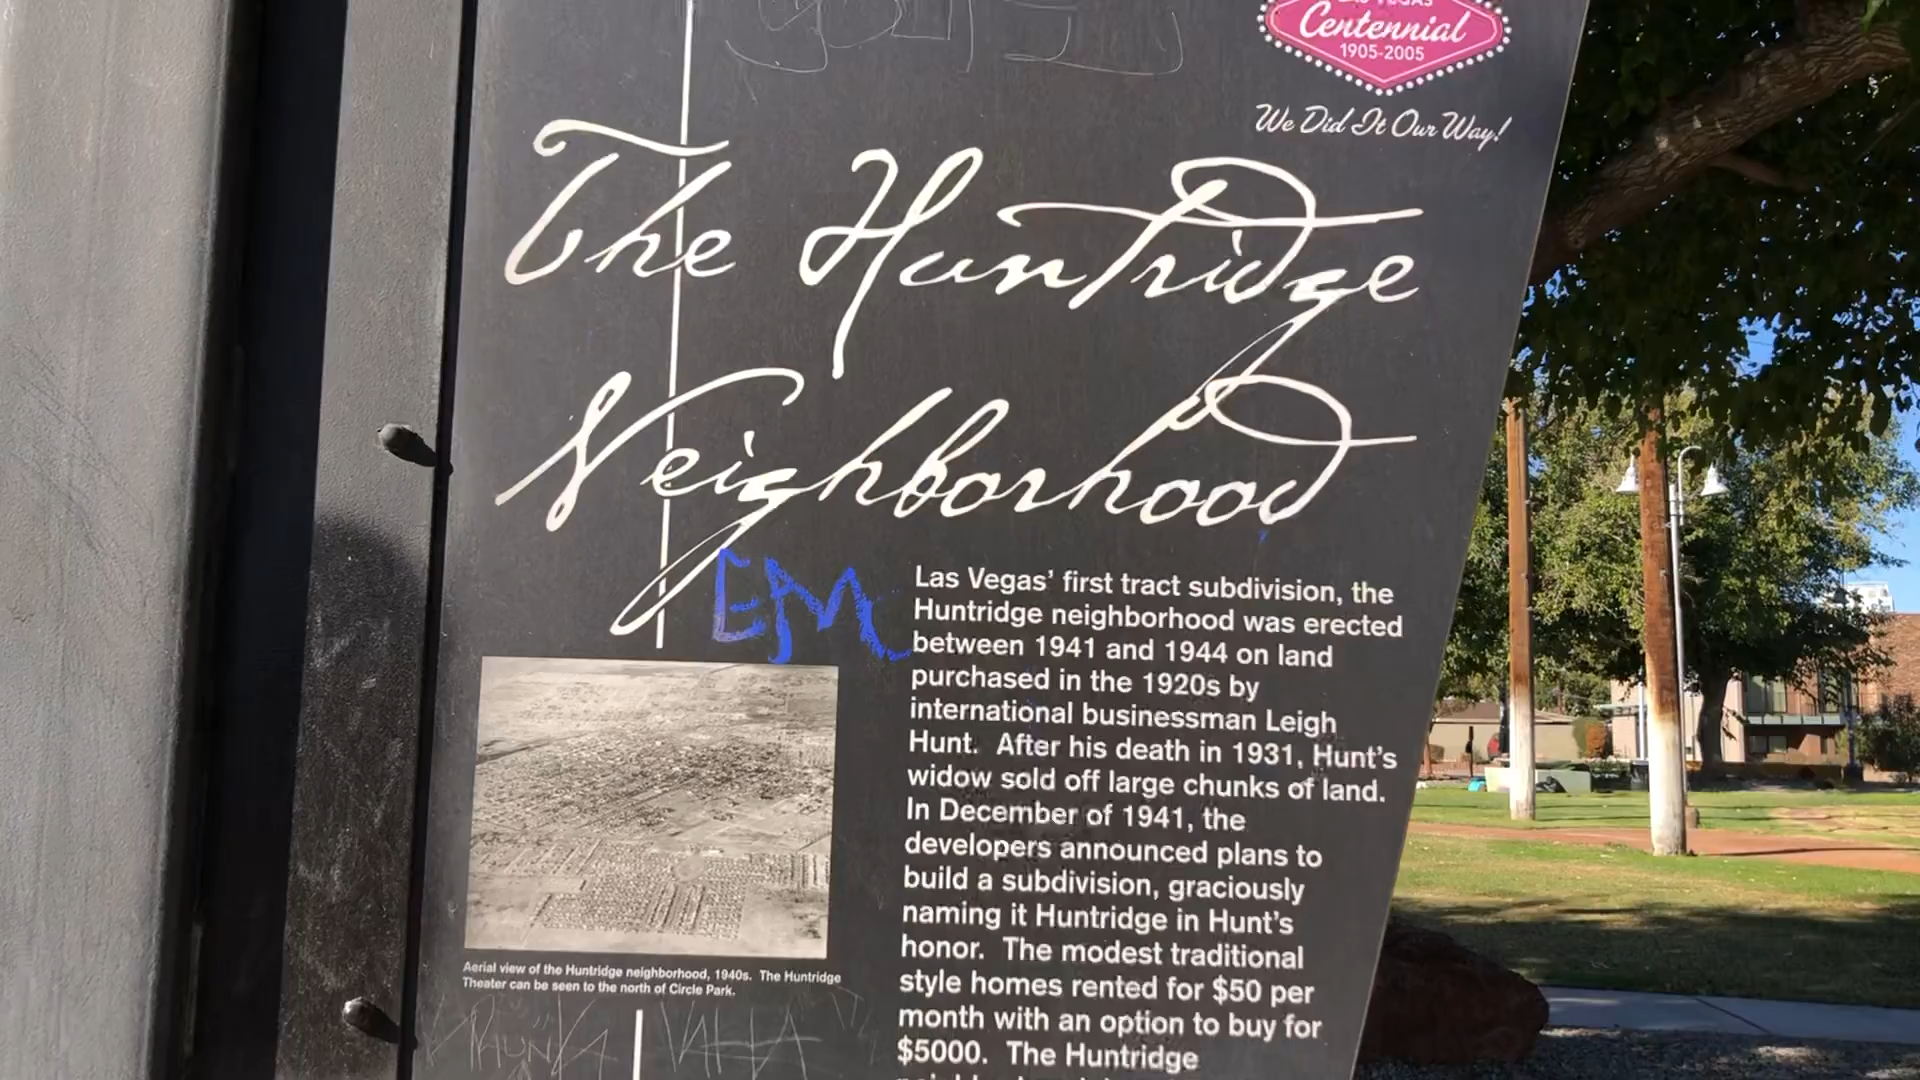 LAS VEGAS
Centennial
1905-2005
We Did It Our Way!
The Huntridge
Neighborhood
EM
Las Vegas’ first tract subdivision, the
Huntridge neighborhood was erected
between 1941 and 1944 on land
purchased in the 1920s by
international businessman Leigh
Hunt. After his death in 1931, Hunt’s
widow sold off large chunks of land.
In December of 1941, the
developers announced plans to
build a subdivision, graciously
naming it Huntridge in Hunt’s
honor. The modest traditional
style homes rented for $50 per
month with an option to buy for
$5000. The Huntridge
Aerial view of the Huntridge neighborhood, 1940s. The Huntridge
Theater can be seen to the north of Circle Park.